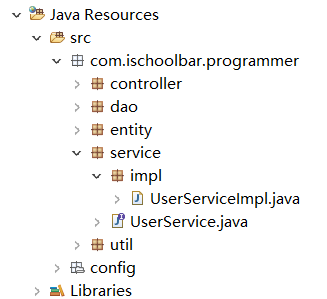 Java Resources
src
com.ischoolbar.programmer
controller
dao
entity
service
impl
UserServiceImpl.java
UserService.java
util
config
Libraries